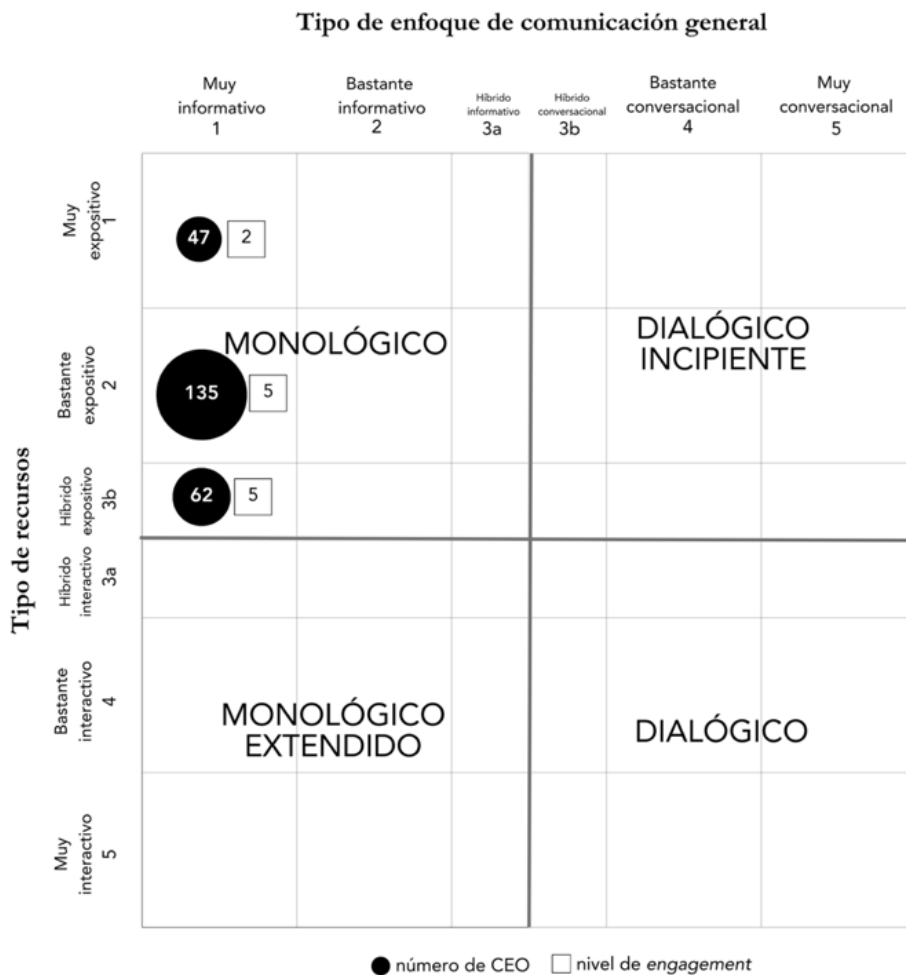 Tipo de enfoque de comunicación general
Muy
informativo
1
Bastante
informativo
2
Híbrido
informativo
3a
Híbrido
conversacional
3b
Bastante
conversacional
4
Muy
conversacional
5
Tipo de recursos
Muy
expositivo
1
47
2
Bastante
expositivo
2
MONOLÓGICO
DIALÓGICO
INCIPIENTE
135
5
Híbrido
expositivo
3b
62
5
Híbrido
interactivo
3a
Bastante
interactivo
4
MONOLÓGICO
EXTENDIDO
DIALÓGICO
Muy
interactivo
5
número de CEO
nivel de engagement